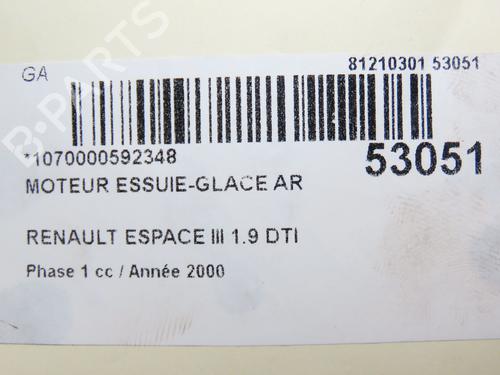 GA
81210301 53051
*1070000592348
53051
MOTEUR ESSUIE-GLACE AR
RENAULT ESPACE III 1.9 DTI
Phase 1 cc / Année 2000
B-PARTS